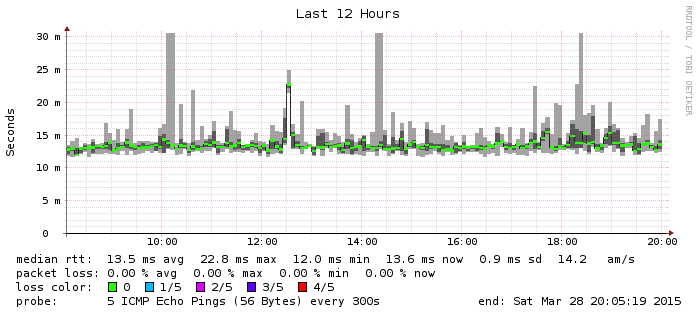 Last 12 Hours
RRDTOOL / TOBI OETIKER
Seconds
30 m
25 m
20 m
15 m
10 m
5 m
0
10:00 12:00 14:00 16:00 18:00 20:00
median rtt: 13.5 ms avg 22.8 ms max 12.0 ms min 13.6 ms now 0.9 ms sd 14.2 am/s
packet loss: 0.00 % avg 0.00 % max 0.00 % min 0.00 % now
loss color: 0 1/5 2/5 3/5 4/5
probe: 5 ICMP Echo Pings (56 Bytes) every 300s end: Sat Mar 28 20:05:19 2015